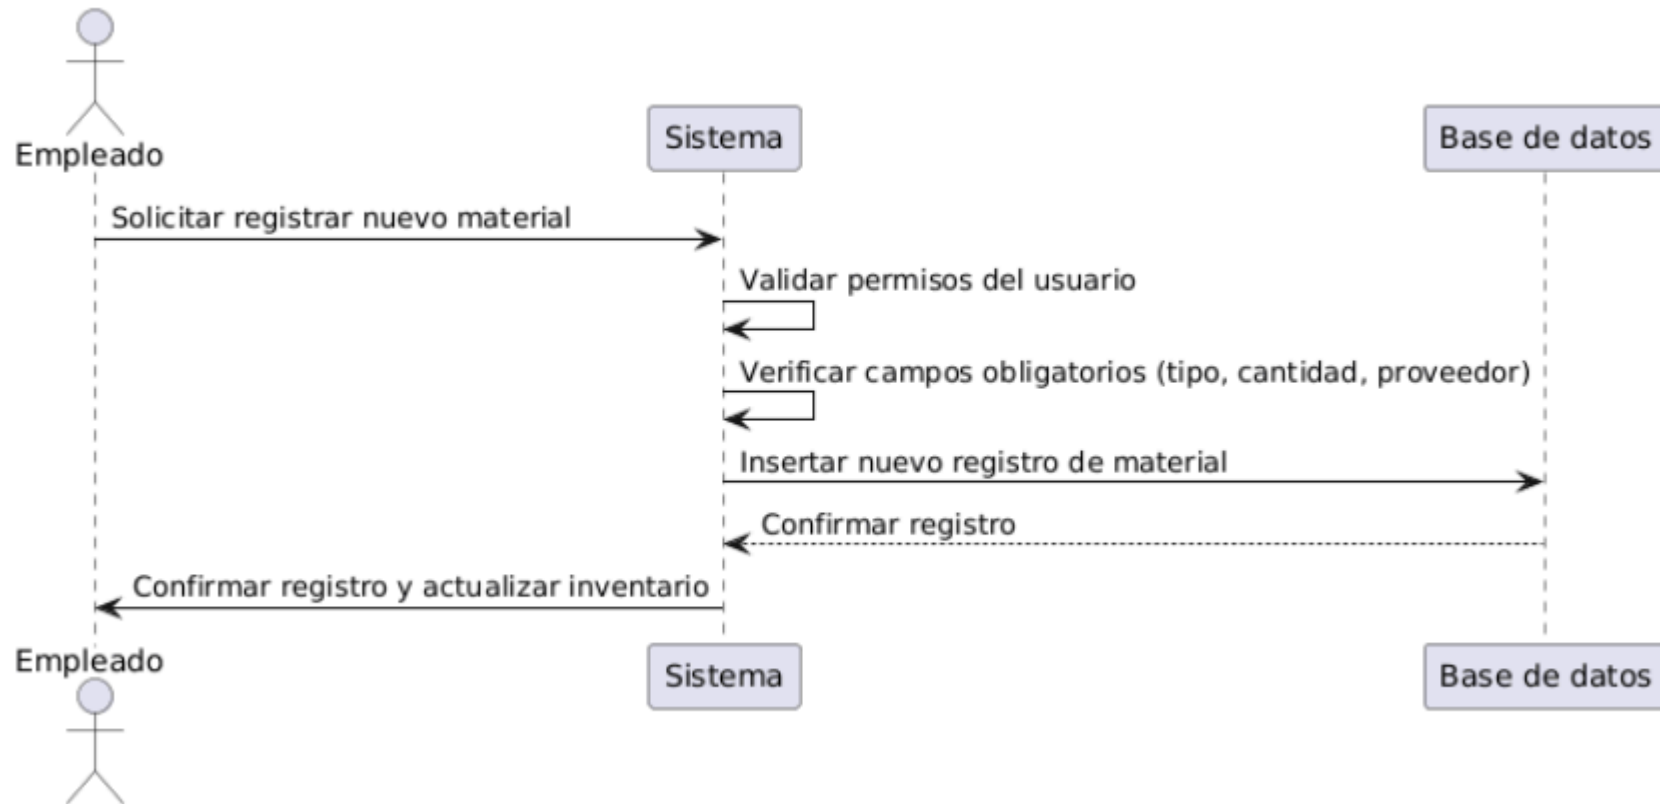 Empleado
Sistema
Base de datos
Solicitar registrar nuevo material
Validar permisos del usuario
Verificar campos obligatorios (tipo, cantidad, proveedor)
Insertar nuevo registro de material
Confirmar registro
Confirmar registro y actualizar inventario
Empleado
Sistema
Base de datos